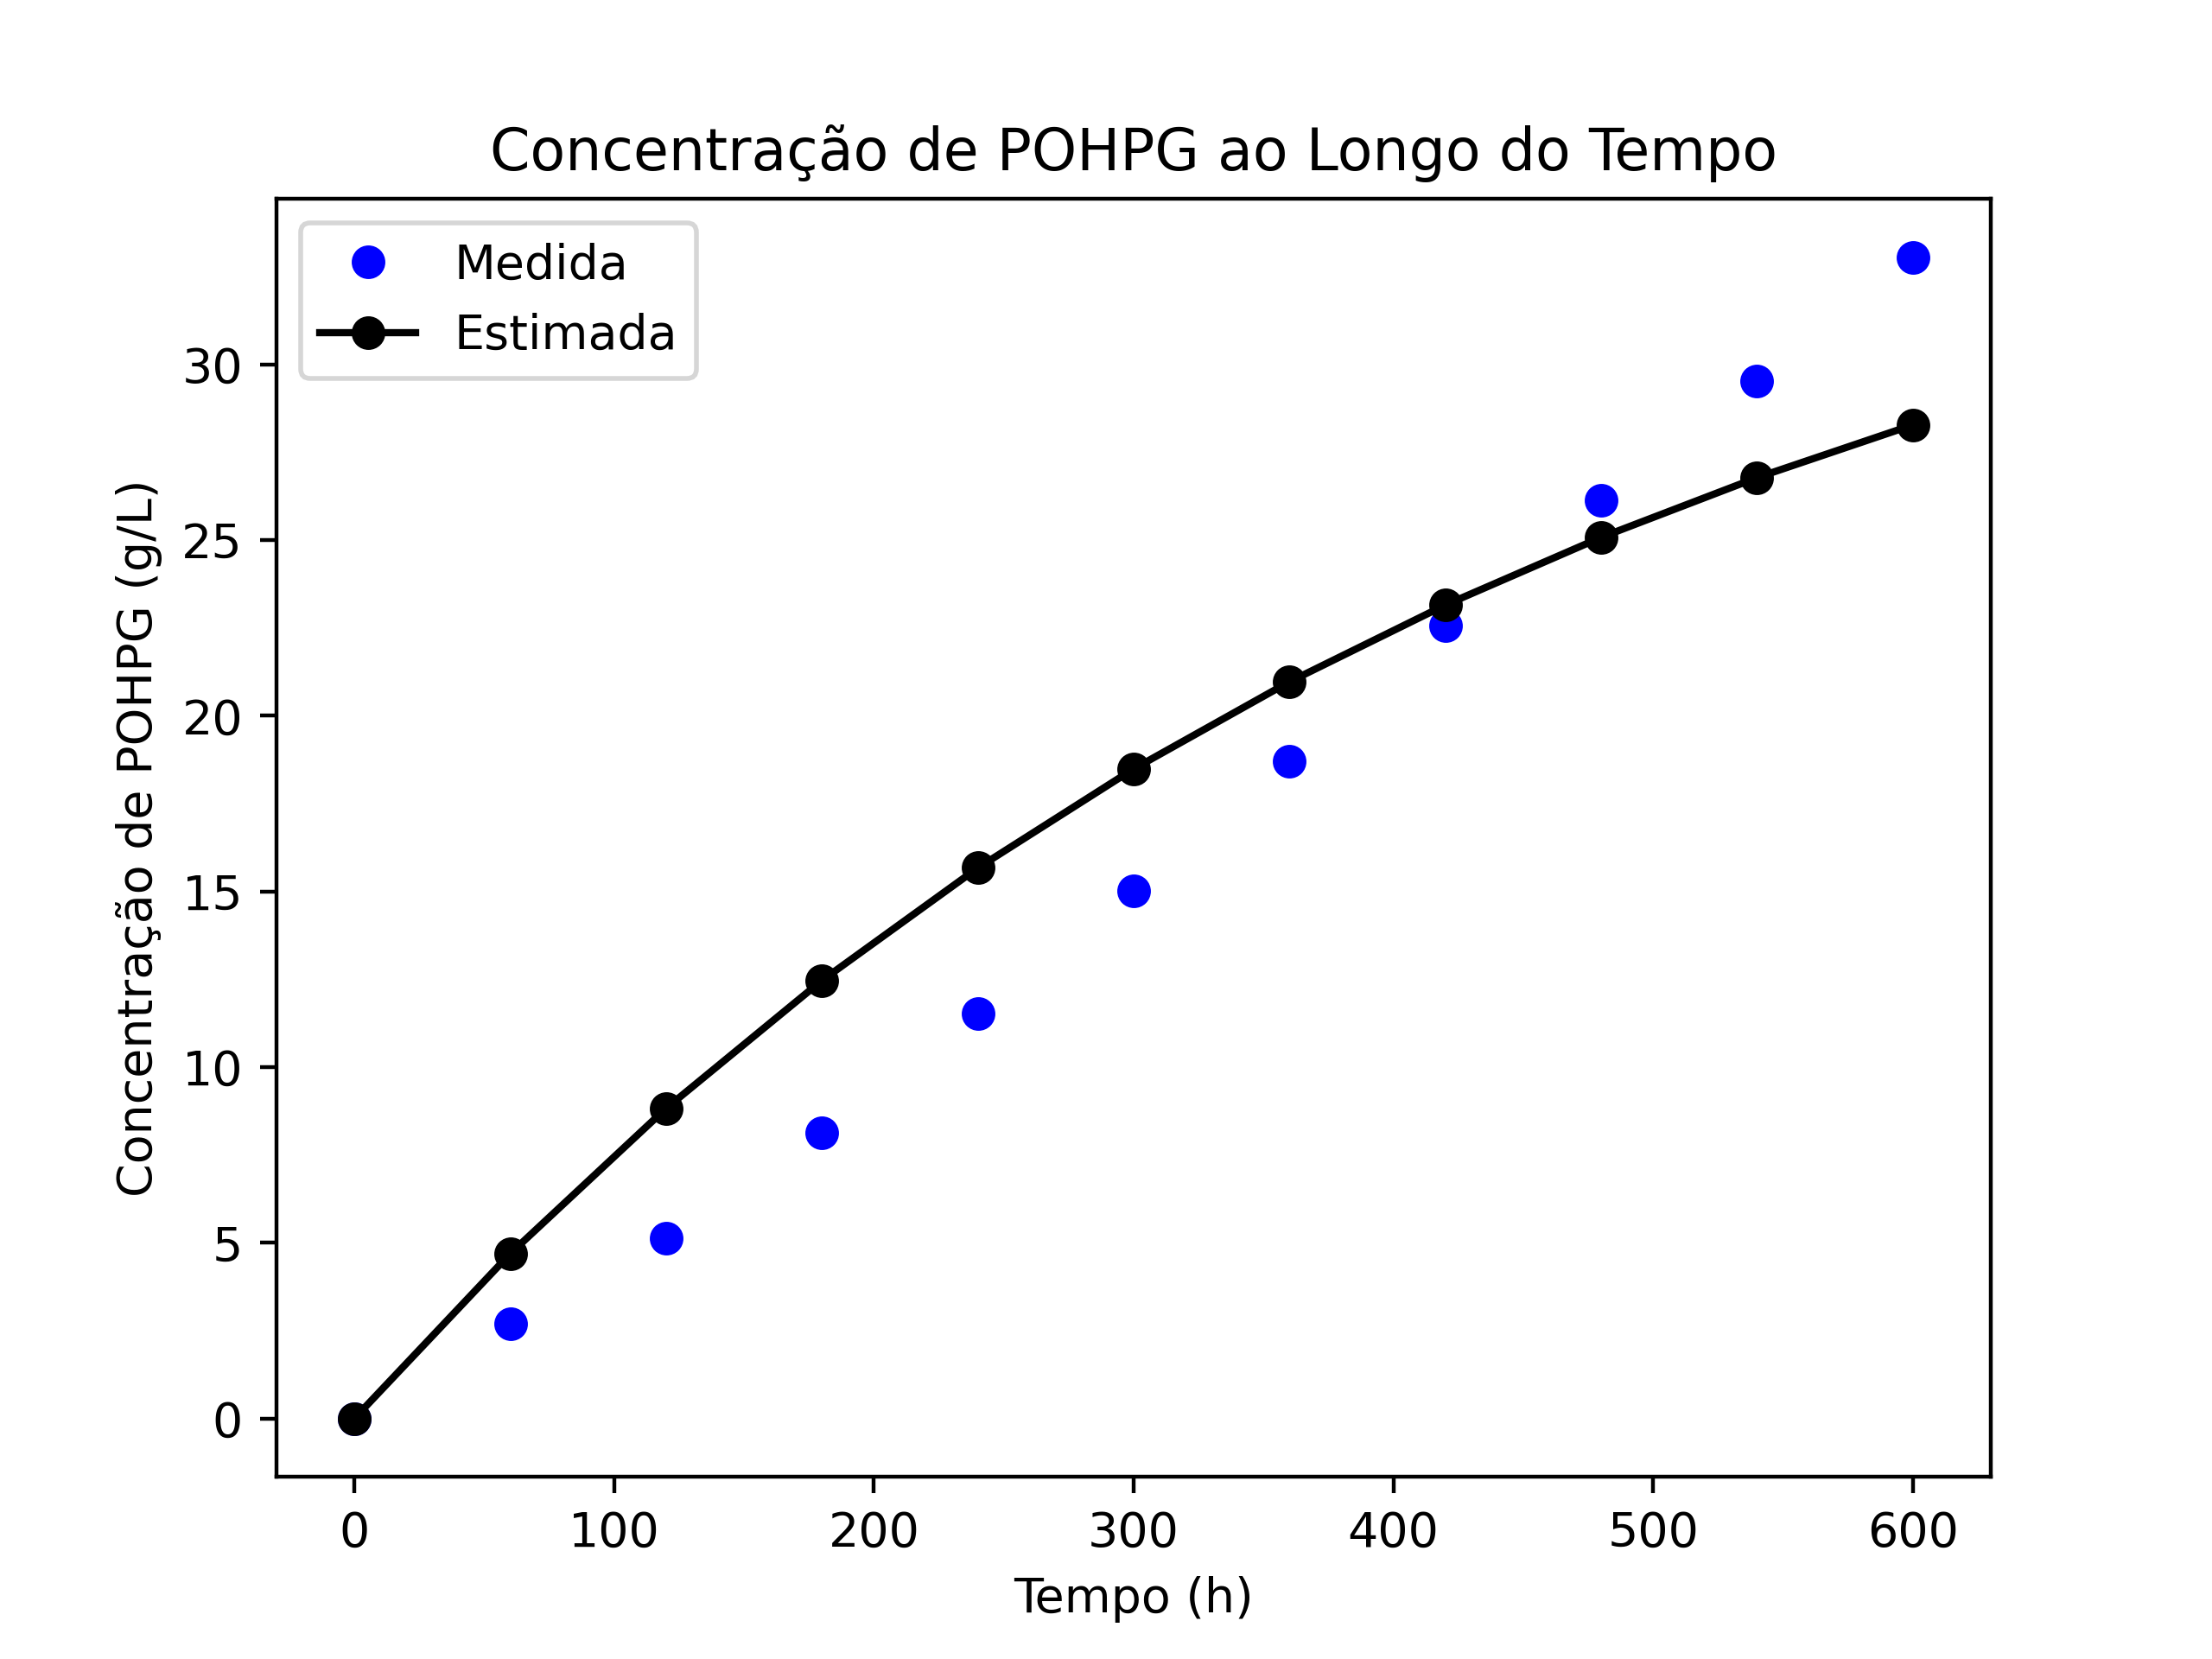 Concentração de POHPG ao Longo do Tempo
Medida
Estimada
Concentração de POHPG (g/L)
30
25
20
15
10
5
0
0 100 200 300 400 500 600
Tempo (h)